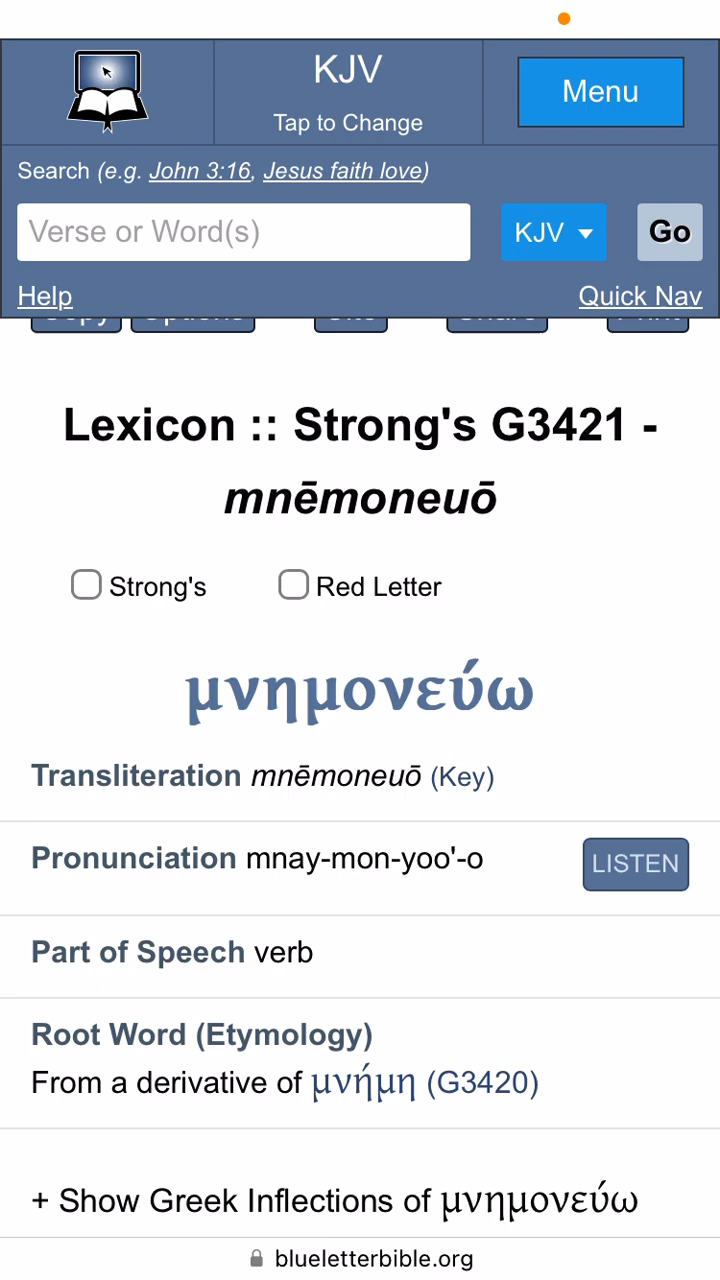 KJV
Tap to Change
Menu
Search (e.g. John 3:16, Jesus faith love)
Verse or Word(s)
KJV
Go
Help
Quick Nav
Lexicon :: Strong's G3421 -
mnēmoneuō
Strong's
Red Letter
μνημονεύω
Transliteration mnēmoneuō (Key)
Pronunciation mnay-mon-yoo'-o
LISTEN
Part of Speech verb
Root Word (Etymology)
From a derivative of μνήμη (G3420)
+ Show Greek Inflections of μνημονεύω
blueletterbible.org